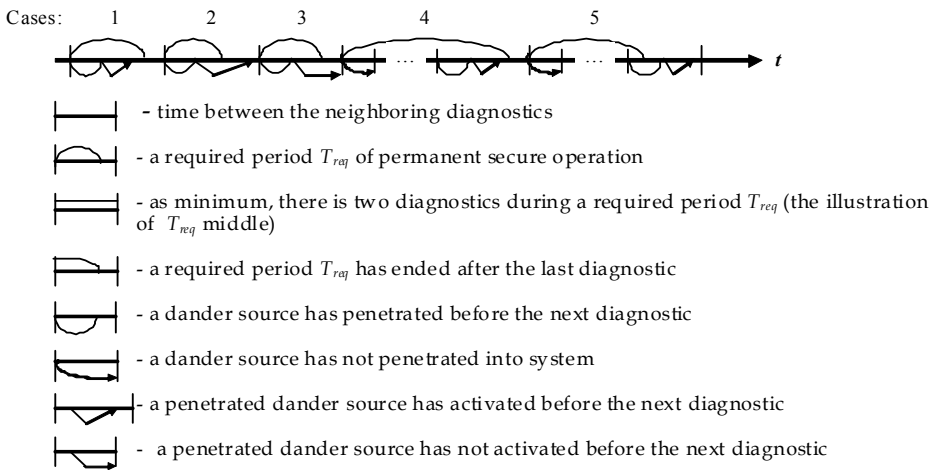 Cases: 1 2 3 4 5
... ... t
- time between the neighboring diagnostics
- a required period Treq of permanent secure operation
- as minimum, there is two diagnostics during a required period Treq (the illustration
of Treq middle)
- a required period Treq has ended after the last diagnostic
- a dander source has penetrated before the next diagnostic
- a dander source has not penetrated into system
- a penetrated dander source has activated before the next diagnostic
- a penetrated dander source has not activated before the next diagnostic